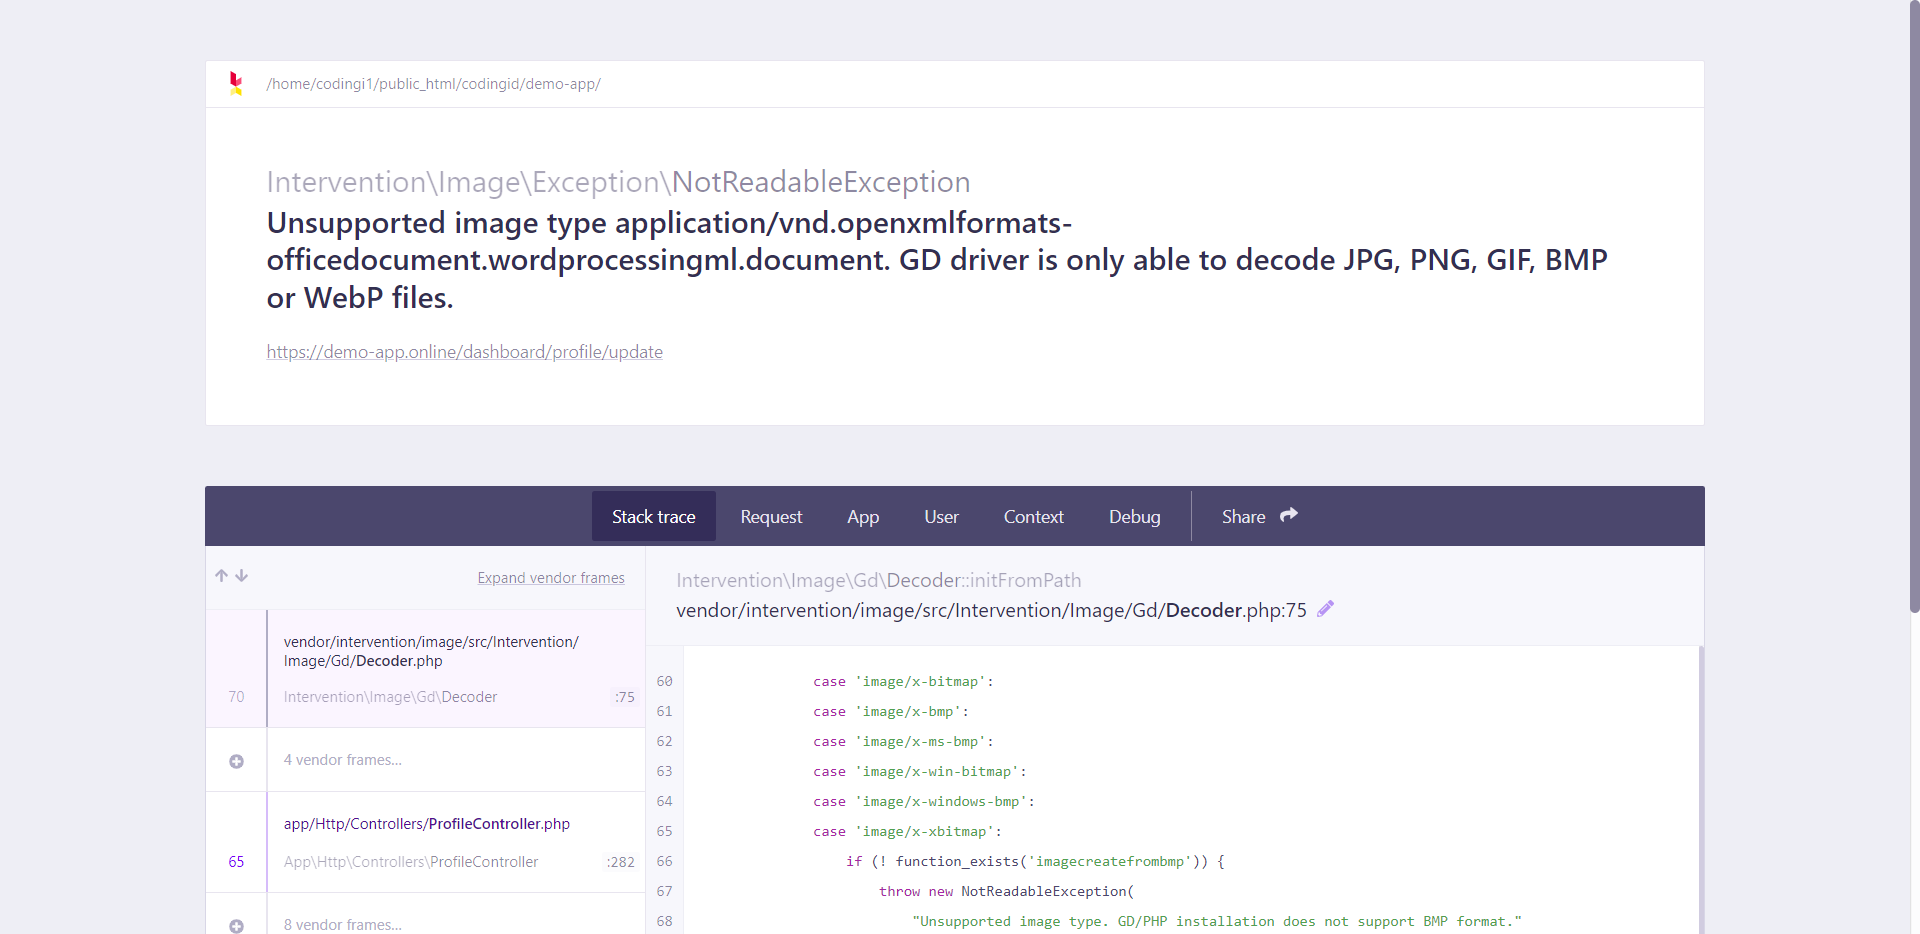 /home/codingi1/public_html/codingid/demo-app/
Intervention\Image\Exception\NotReadableException
Unsupported image type application/vnd.openxmlformats-
officedocument.wordprocessingml.document. GD driver is only able to decode JPG, PNG, GIF, BMP
or WebP files.
https://demo-app.online/dashboard/profile/update
Stack trace Request App User Context Debug Share
Expand vendor frames
vendor/intervention/image/src/Intervention/
Image/Gd/Decoder.php
70 Intervention\Image\Gd\Decoder :75
4 vendor frames...
app/Http/Controllers/ProfileController.php
65 App\Http\Controllers\ProfileController :282
8 vendor frames...
Intervention\Image\Gd\Decoder::initFromPath
vendor/intervention/image/src/Intervention/Image/Gd/Decoder.php:75
60 case 'image/x-bitmap':
61 case 'image/x-bmp':
62 case 'image/x-ms-bmp':
63 case 'image/x-win-bitmap':
64 case 'image/x-windows-bmp':
65 case 'image/x-xbitmap':
66 if (! function_exists('imagecreatefrombmp')) {
67 throw new NotReadableException(
68 "Unsupported image type. GD/PHP installation does not support BMP format."